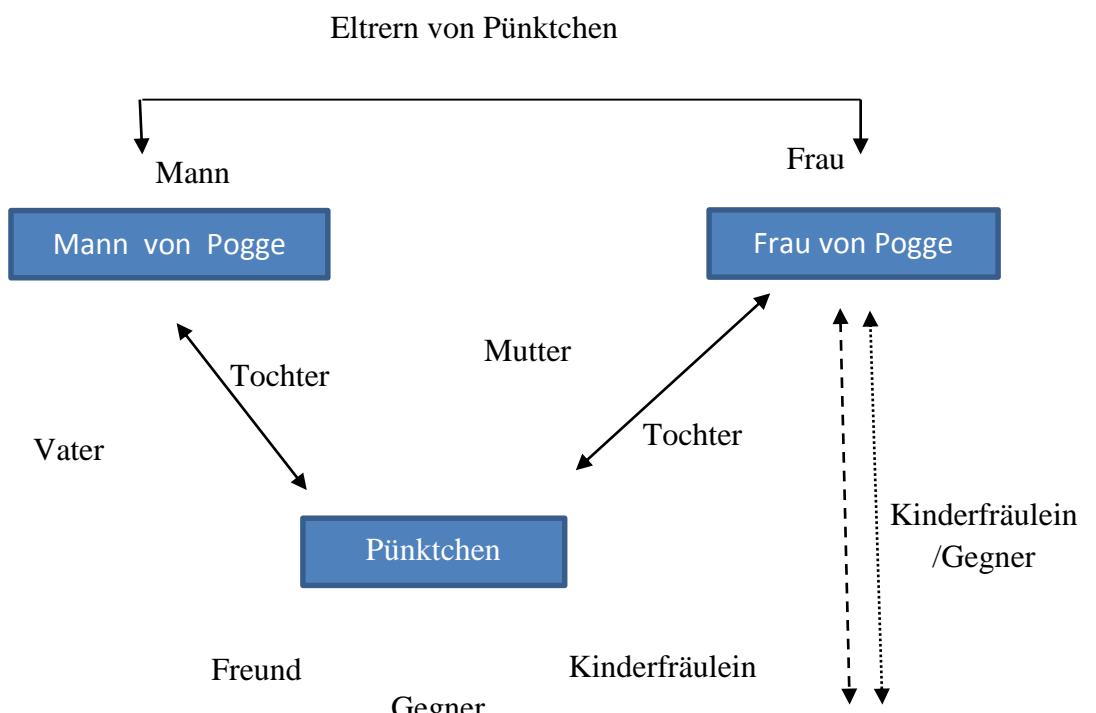 Eltrern von Pünktchen
Mann
Frau
Mann von Pogge
Frau von Pogge
Mutter
Tochter
Tochter
Vater
Kinderfräulein
/Gegner
Pünktchen
Freund
Kinderfräulein
Gegner